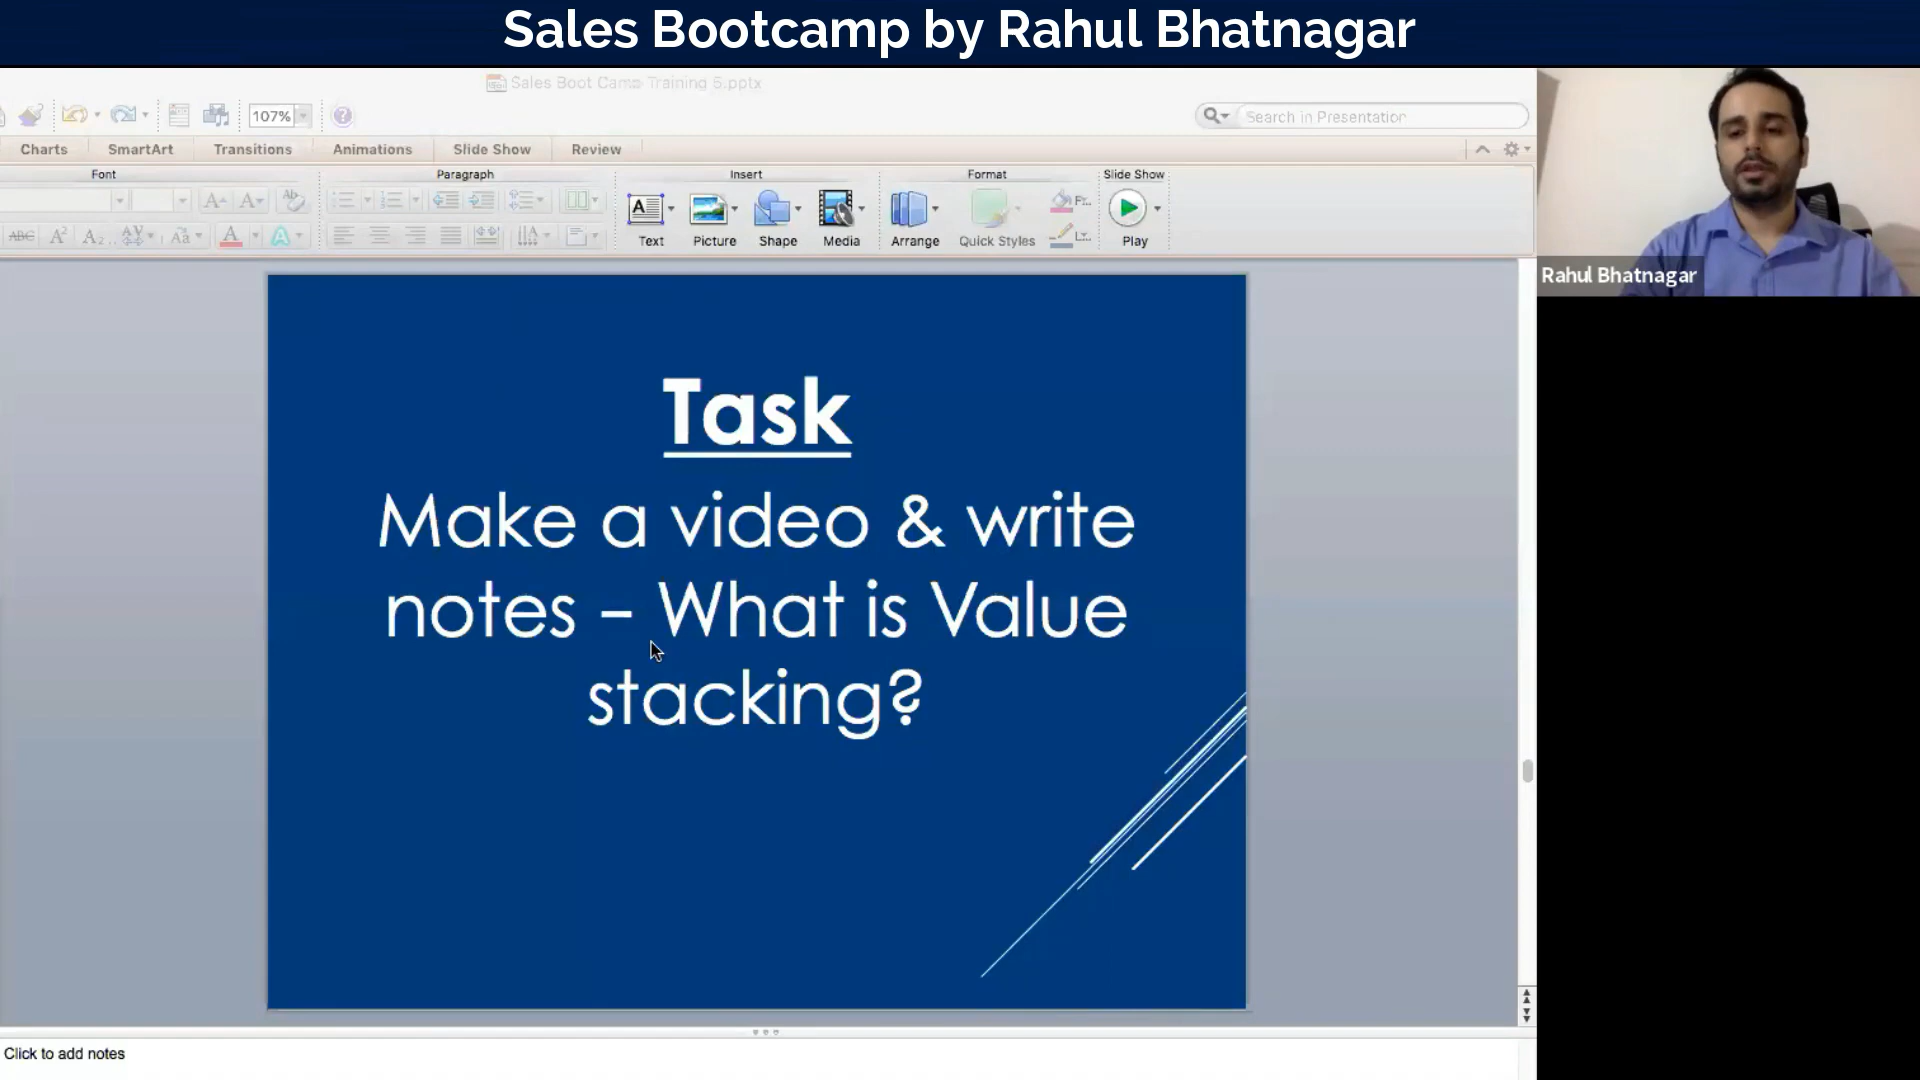 Sales Bootcamp by Rahul Bhatnagar
Sales Boot Camp Training 5.pptx
107%
Search in Presentation
Charts SmartArt Transitions Animations Slide Show Review
Font Paragraph Insert Format Slide Show
Text Picture Shape Media Arrange Quick Styles Play
Rahul Bhatnagar
Task
Make a video & write
notes – What is Value
stacking?
Click to add notes